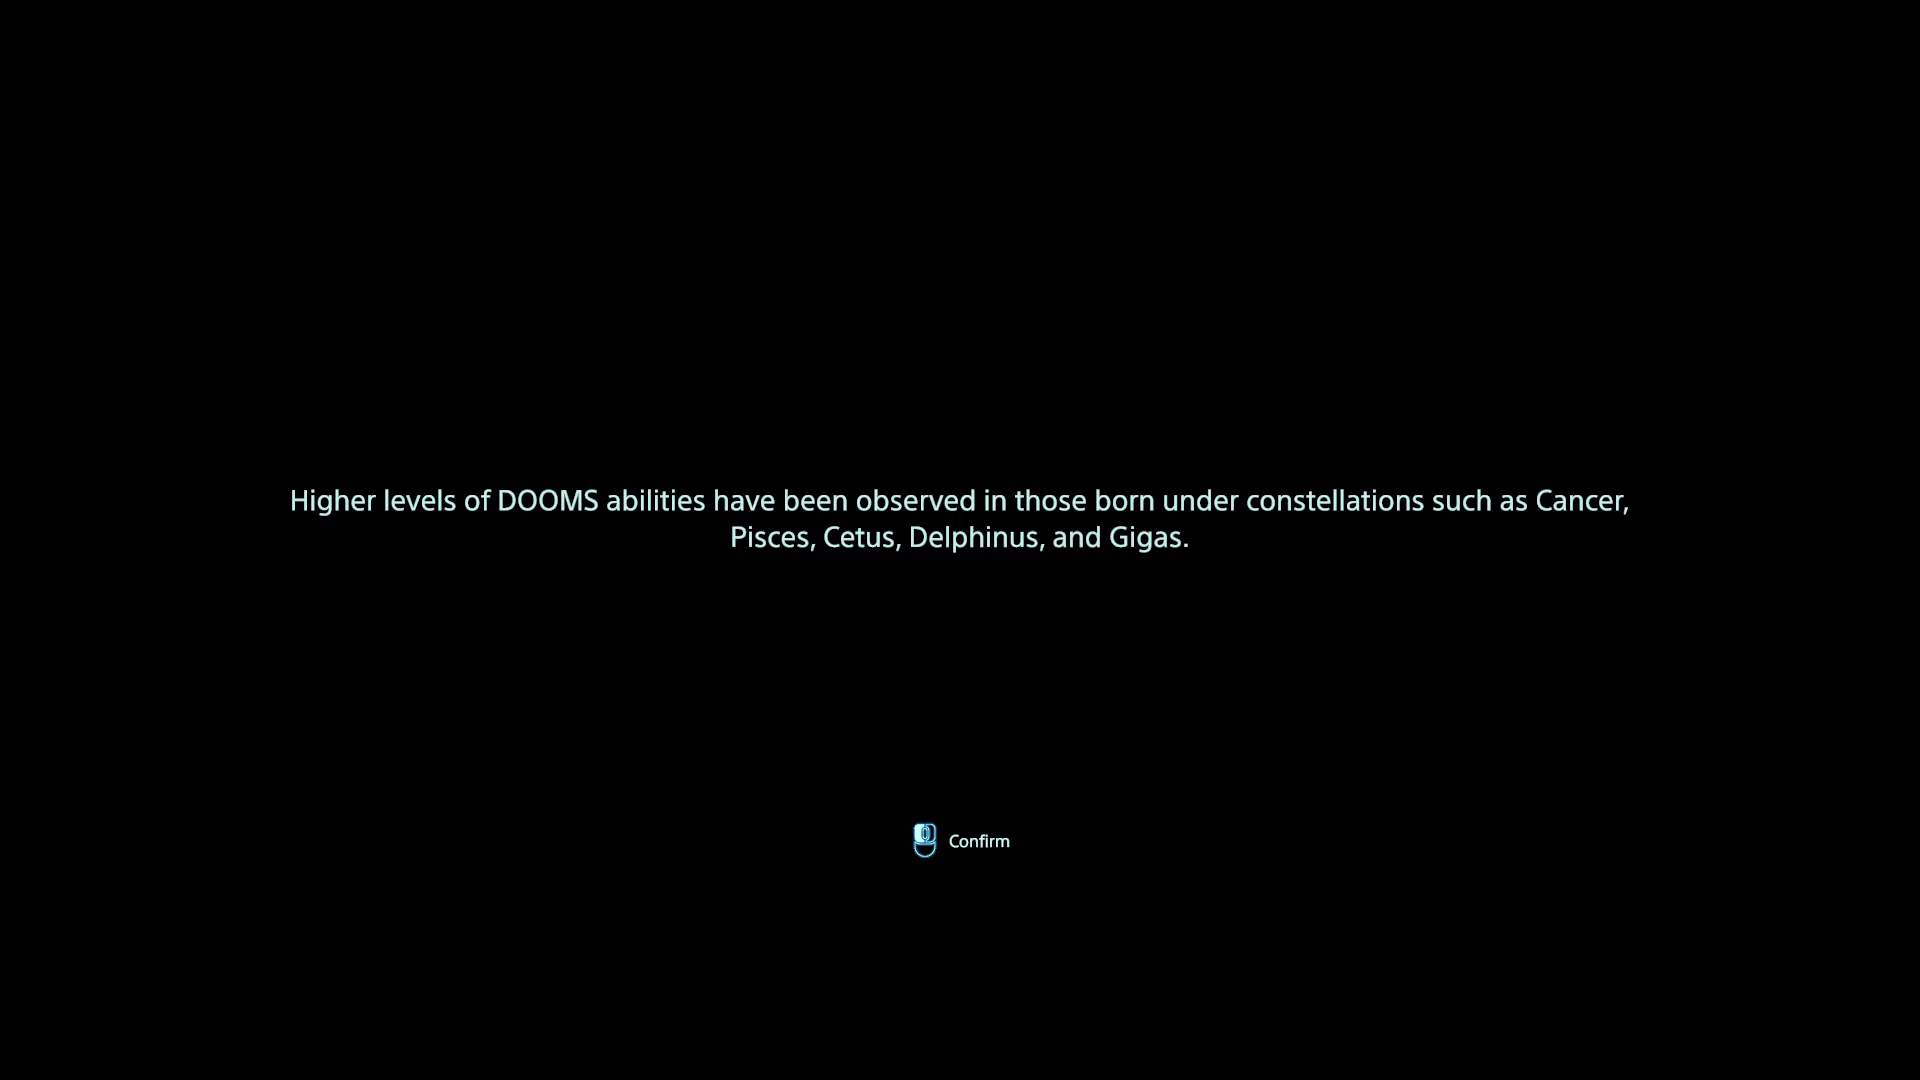 Higher levels of DOOMS abilities have been observed in those born under constellations such as Cancer,
Pisces, Cetus, Delphinus, and Gigas.
Confirm